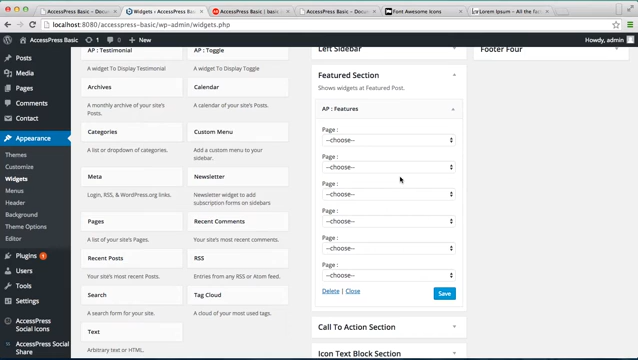 AccessPress Basic – Docum
Widgets ‹ AccessPress Basic
AccessPress Basic | basic
AccessPress Basic – Docum
Font Awesome Icons
Lorem Ipsum – All the fact
https://localhost:8080/accesspress-basic/wp-admin/widgets.php
AccessPress Basic 1 0 + New Howdy, admin
Posts
Media
Pages
Comments
Contact
Appearance
Themes
Customize
Widgets
Menus
Header
Background
Theme Options
Editor
Plugins 1
Users
Tools
Settings
AccessPress
Social Icons
AccessPress Social
Share
AP : Testimonial
A widget To Display Testimonial
Archives
A monthly archive of your site's
Posts.
Categories
A list or dropdown of categories.
Meta
Login, RSS, & WordPress.org links.
Pages
A list of your site's Pages.
Recent Posts
Your site's most recent Posts.
Search
A search form for your site.
Text
Arbitrary text or HTML.
AP : Toggle
A widget To Display Toggle
Calendar
A calendar of your site's Posts.
Custom Menu
Add a custom menu to your
sidebar.
Newsletter
Newsletter widget to add
subscription forms on sidebars
Recent Comments
Your site's most recent comments.
RSS
Entries from any RSS or Atom feed.
Tag Cloud
A cloud of your most used tags.
Left Sidebar
Featured Section
Shows widgets at Featured Post.
AP : Features
Page :
--choose--
Page :
--choose--
Page :
--choose--
Page :
--choose--
Page :
--choose--
Page :
--choose--
Delete | Close
Save
Call To Action Section
Icon Text Block Section
Footer Four